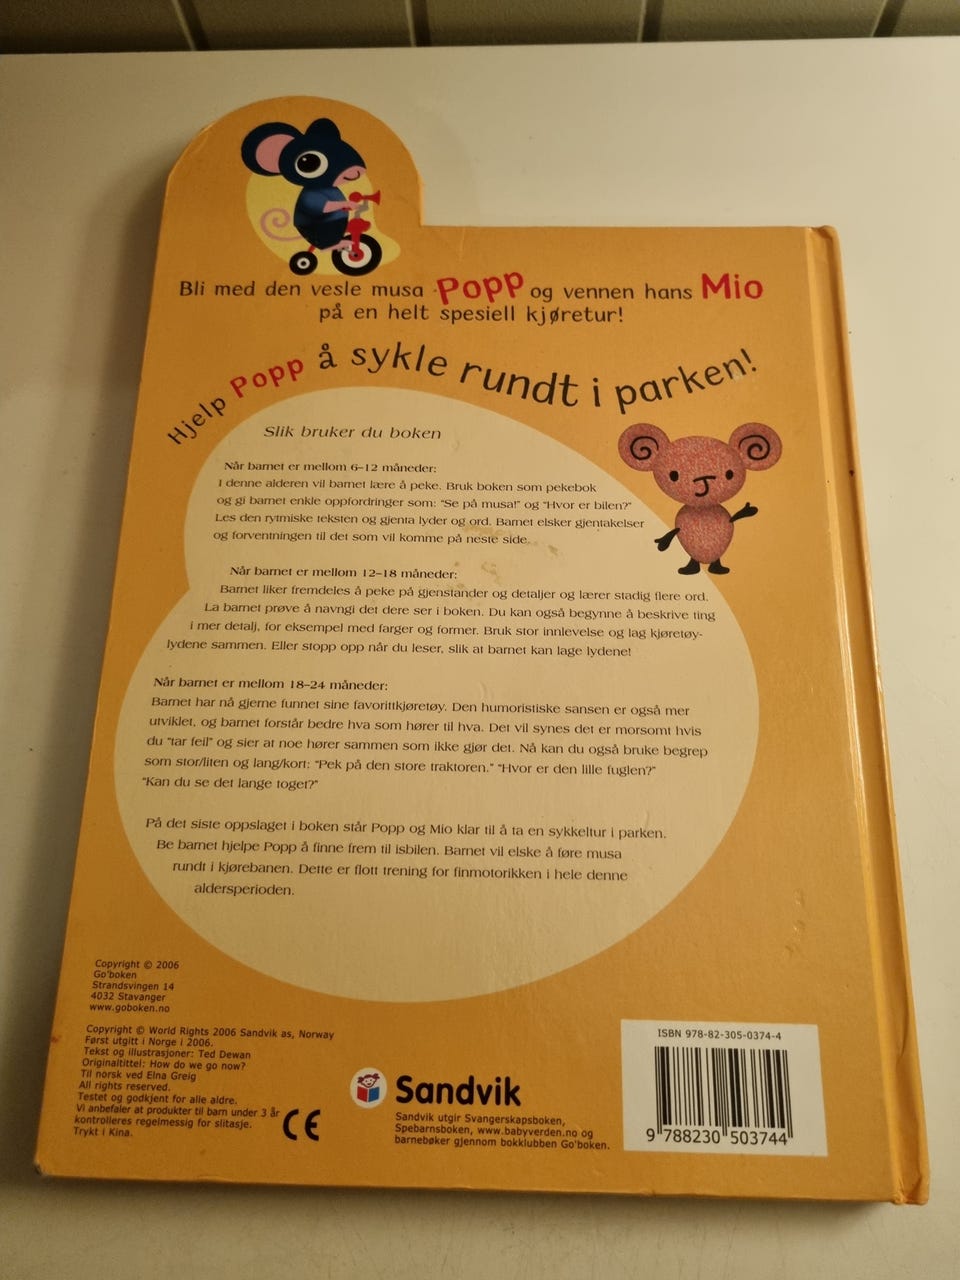 Bli med den vesle musa Popp og vennen hans Mio
på en helt spesiell kjøretur!
Hjelp Popp å sykle rundt i parken!
Slik bruker du boken
Når barnet er mellom 6–12 måneder:
I denne alderen vil barnet lære å peke. Bruk boken som pekebok
og gi barnet enkle oppfordringer som: "Se på musa!" og "Hvor er bilen?"
Les den rytmiske teksten og gjenta lyder og ord. Barnet elsker gjentakelser
og forventningen til det som vil komme på neste side.
Når barnet er mellom 12–18 måneder:
Barnet liker fremdeles å peke på gjenstander og detaljer og lærer stadig flere ord.
La barnet prøve å navngi det dere ser i boken. Du kan også begynne å beskrive ting
i mer detalj, for eksempel med farger og former. Bruk stor innlevelse og lag kjøretøy-
lydene sammen. Eller stopp opp når du leser, slik at barnet kan lage lydene!
Når barnet er mellom 18–24 måneder:
Barnet har nå gjerne funnet sine favorittkjøretøy. Den humoristiske sansen er også mer
utviklet, og barnet forstår bedre hva som hører til hva. Det vil synes det er morsomt hvis
du "tar feil" og sier at noe hører sammen som ikke gjør det. Nå kan du også bruke begrep
som stor/liten og lang/kort: "Pek på den store traktoren." "Hvor er den lille fuglen?"
"Kan du se det lange toget?"
På det siste oppslaget i boken står Popp og Mio klar til å ta en sykkeltur i parken.
Be barnet hjelpe Popp å finne frem til isbilen. Barnet vil elske å føre musa
rundt i kjørebanen. Dette er flott trening for finmotorikken i hele denne
aldersperioden.
Copyright © 2006
Go'boken
Strandsvingen 14
4032 Stavanger
www.goboken.no
Copyright © World Rights 2006 Sandvik as, Norway
Først utgitt i Norge i 2006.
Tekst og illustrasjoner: Ted Dewan
Originaltittel: How do we go now?
Til norsk ved Elna Greig
All rights reserved.
Testet og godkjent for alle aldre.
Vi anbefaler at produkter til barn under 3 år
kontrolleres regelmessig for slitasje.
Trykt i Kina.
CE
Sandvik
Sandvik utgir Svangerskapsboken,
Spebarnsboken, www.babyverden.no og
barnebøker gjennom bokklubben Go'boken.
ISBN 978-82-305-0374-4
9 788230 503744